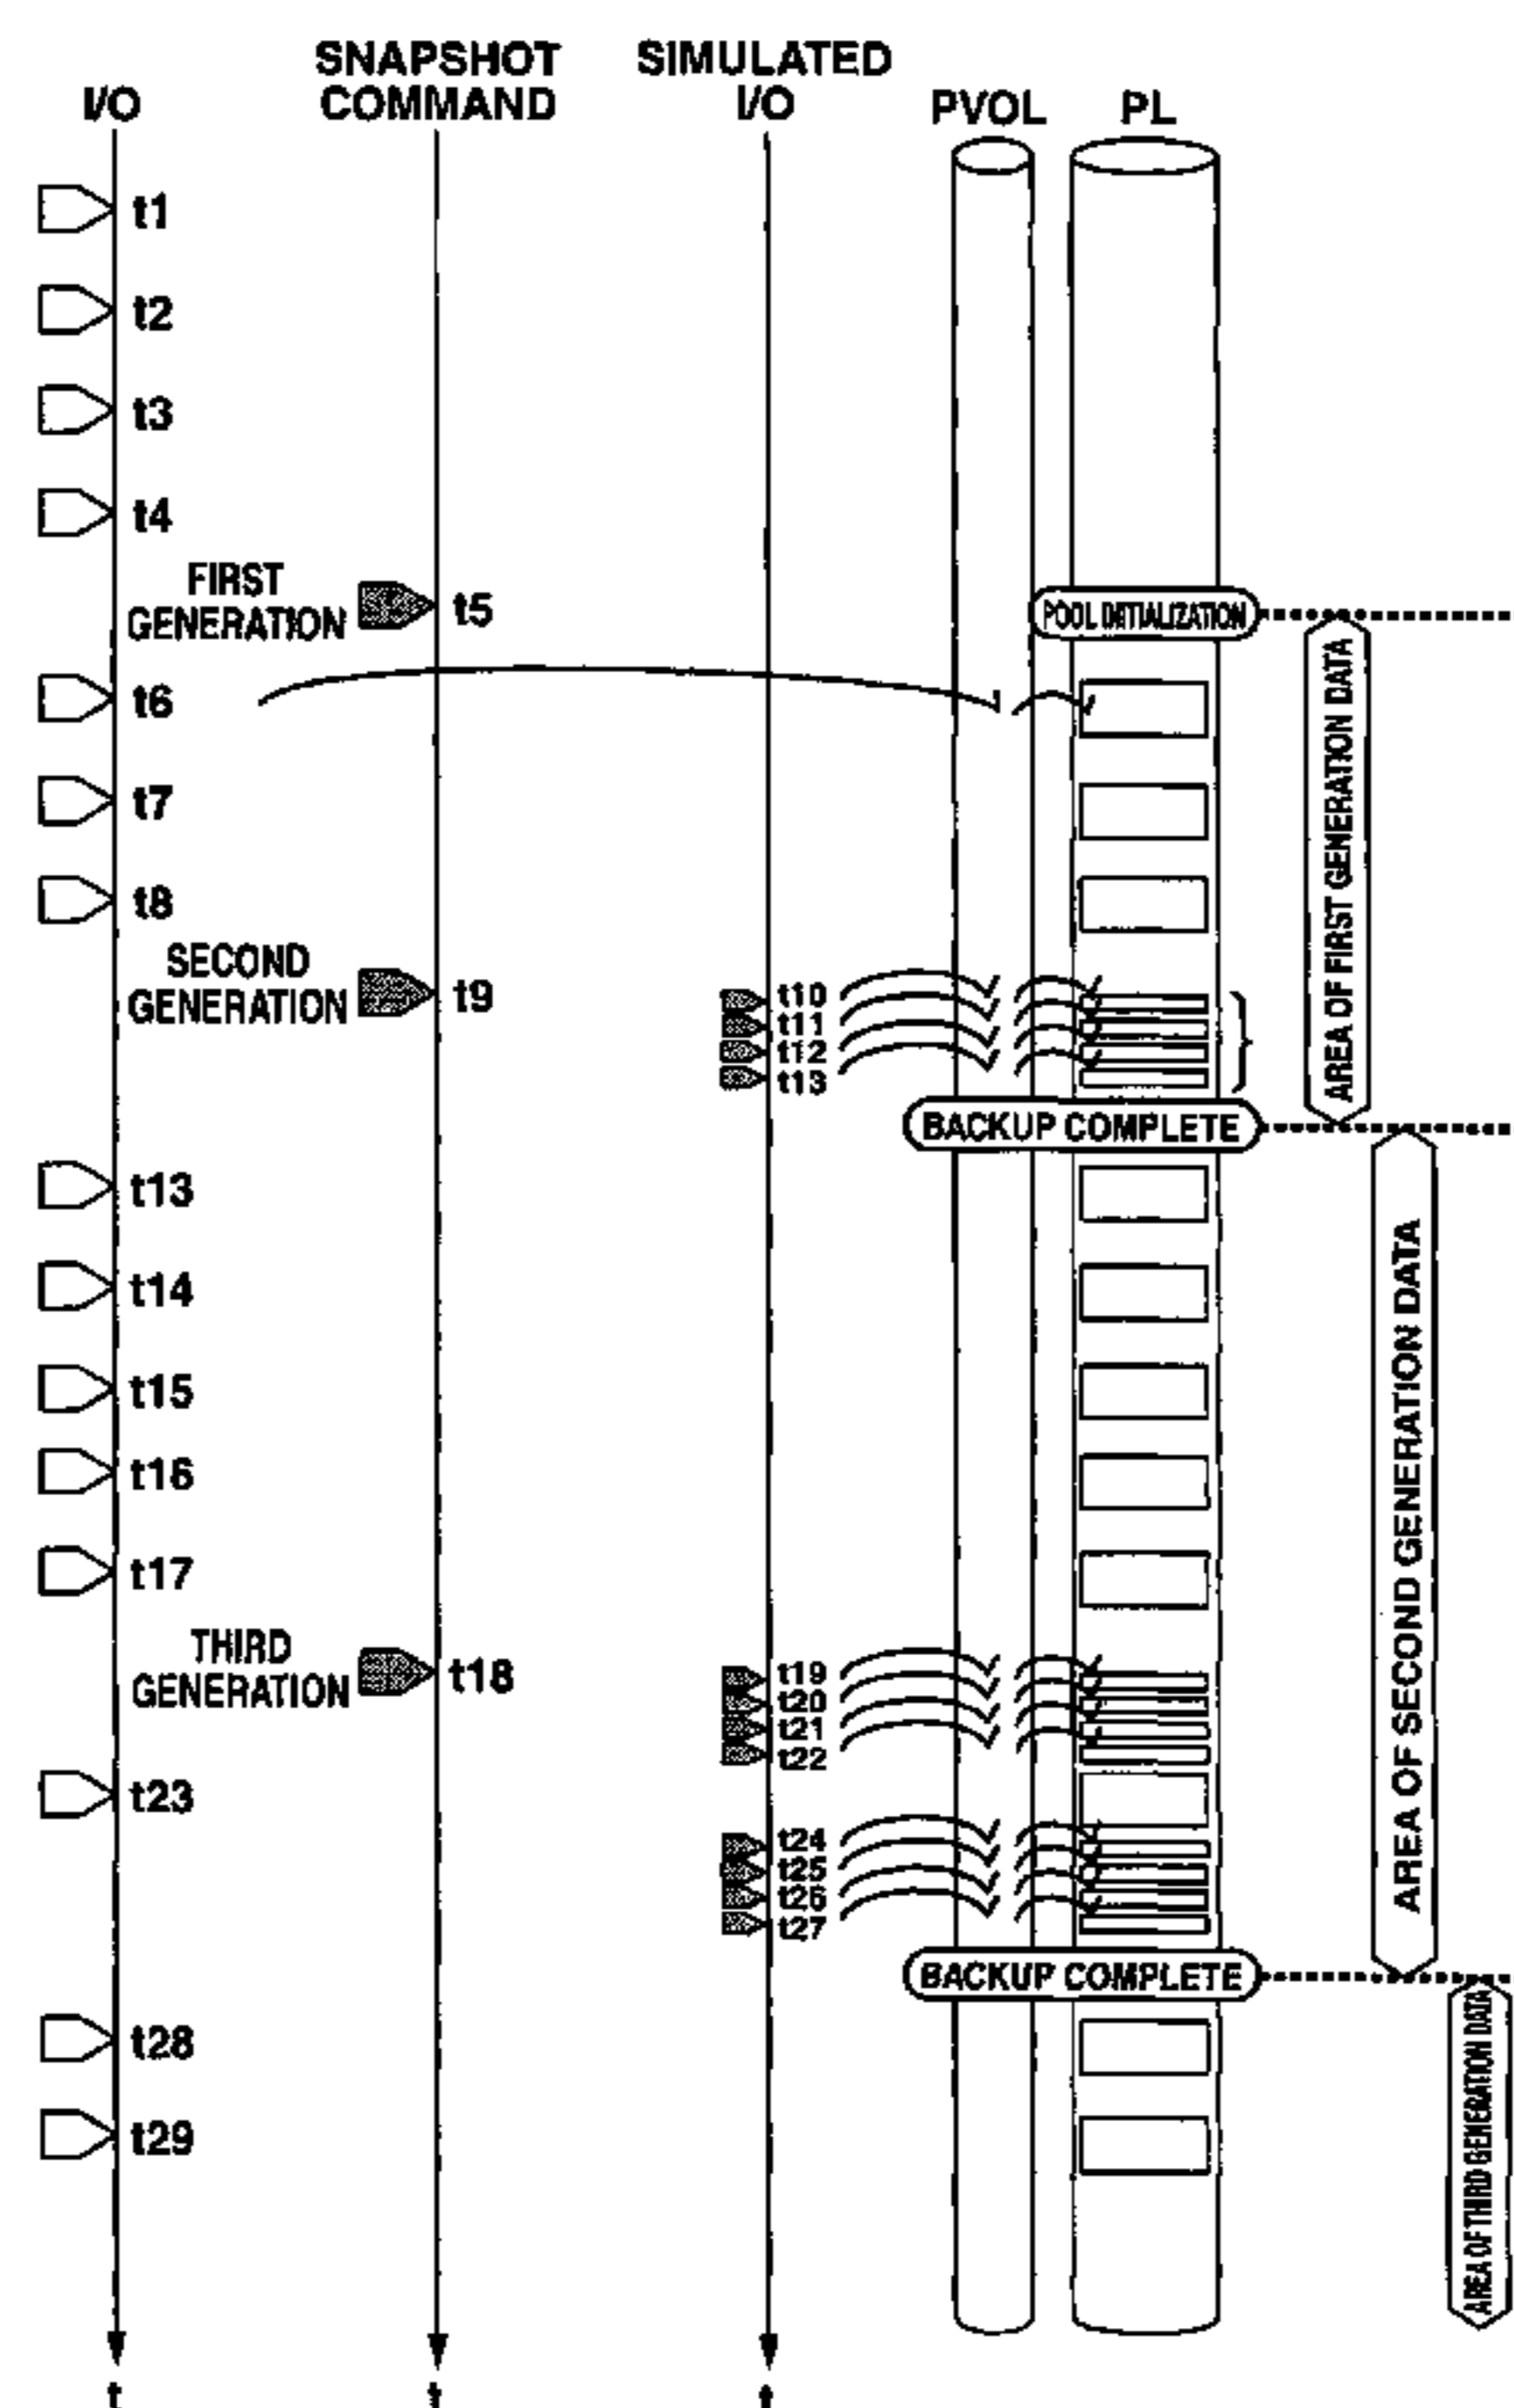 I/O
SNAPSHOT
COMMAND
SIMULATED
I/O
PVOL
PL
t1
t2
t3
t4
FIRST
GENERATION
t5
POOL INITIALIZATION
t6
t7
t8
AREA OF FIRST GENERATION DATA
SECOND
GENERATION
t9
t10
t11
t12
t13
BACKUP COMPLETE
t13
t14
t15
t16
t17
AREA OF SECOND GENERATION DATA
THIRD
GENERATION
t18
t19
t20
t21
t22
t23
t24
t25
t26
t27
BACKUP COMPLETE
t28
t29
AREA OF THIRD GENERATION DATA
t
t
t